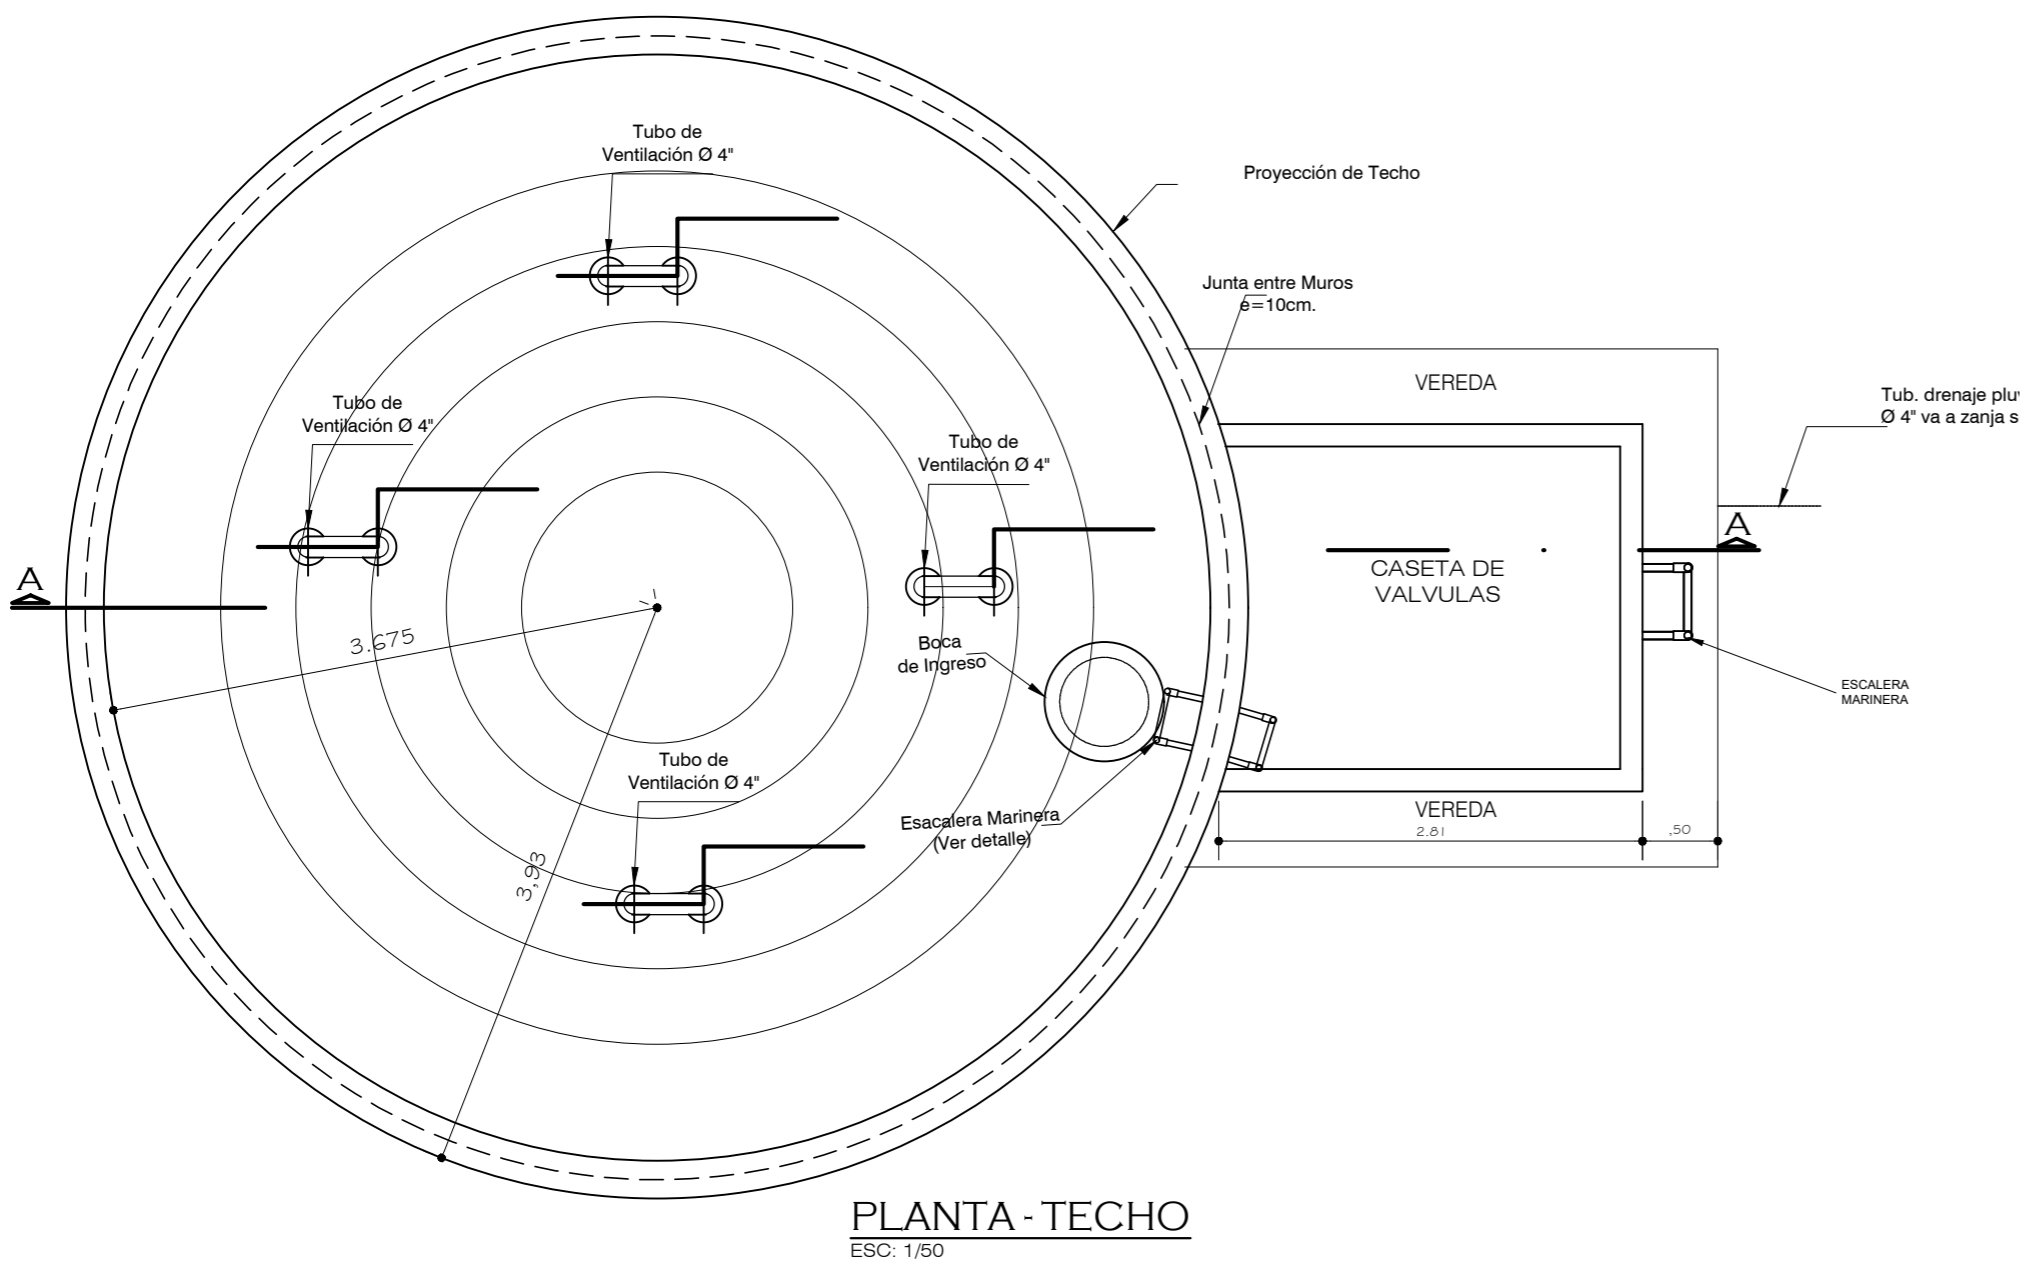 Tubo de
Ventilación Ø 4"
Proyección de Techo
Junta entre Muros
e=10cm.
VEREDA
Tub. drenaje
Ø 4" va a zanja
Tubo de
Ventilación Ø 4"
Tubo de
Ventilación Ø 4"
A
A
CASETA DE
VALVULAS
3.675
Boca
de Ingreso
ESCALERA
MARINERA
Tubo de
Ventilación Ø 4"
Esacalera Marinera
(Ver detalle)
VEREDA
2.81
,50
3,93
PLANTA - TECHO
ESC: 1/50